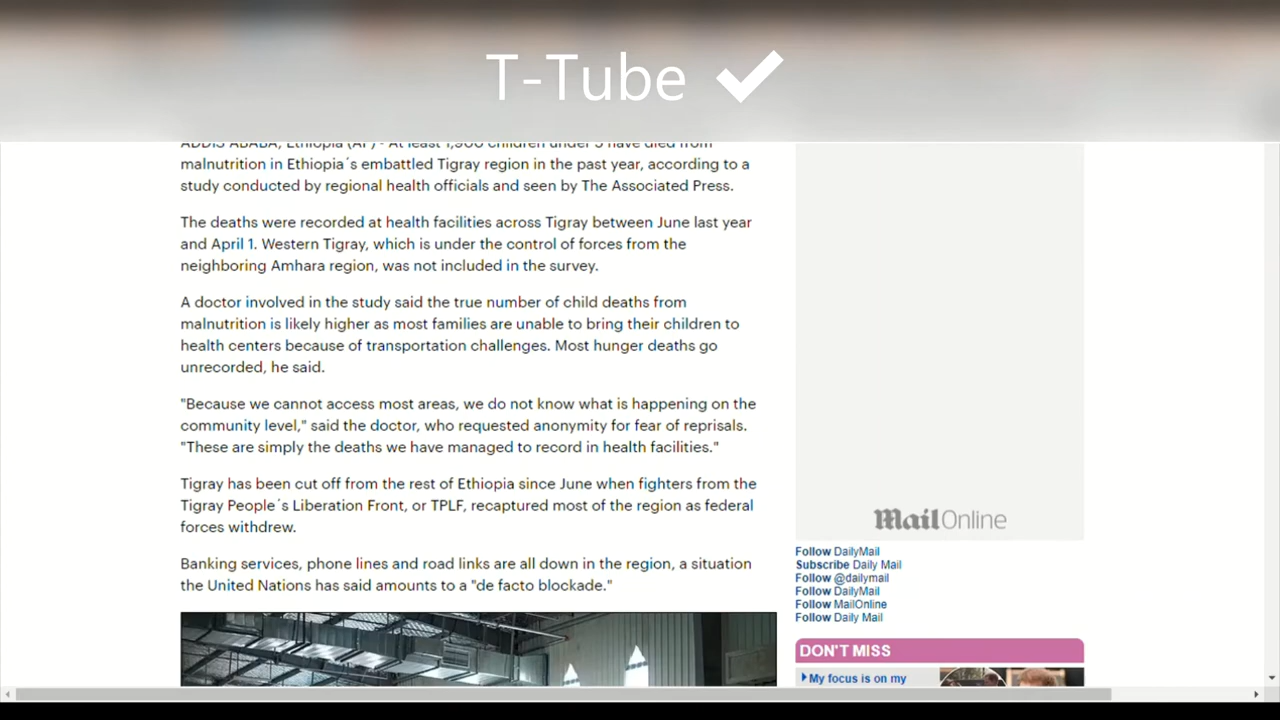 T-Tube
ADDIS ABABA, Ethiopia (AP) - At least 1,900 children under 5 have died from
malnutrition in Ethiopia´s embattled Tigray region in the past year, according to a
study conducted by regional health officials and seen by The Associated Press.
The deaths were recorded at health facilities across Tigray between June last year
and April 1. Western Tigray, which is under the control of forces from the
neighboring Amhara region, was not included in the survey.
A doctor involved in the study said the true number of child deaths from
malnutrition is likely higher as most families are unable to bring their children to
health centers because of transportation challenges. Most hunger deaths go
unrecorded, he said.
"Because we cannot access most areas, we do not know what is happening on the
community level," said the doctor, who requested anonymity for fear of reprisals.
"These are simply the deaths we have managed to record in health facilities."
Tigray has been cut off from the rest of Ethiopia since June when fighters from the
Tigray People´s Liberation Front, or TPLF, recaptured most of the region as federal
forces withdrew.
Banking services, phone lines and road links are all down in the region, a situation
the United Nations has said amounts to a "de facto blockade."
MailOnline
Follow DailyMail
Subscribe Daily Mail
Follow @dailymail
Follow DailyMail
Follow MailOnline
Follow Daily Mail
DON'T MISS
My focus is on my